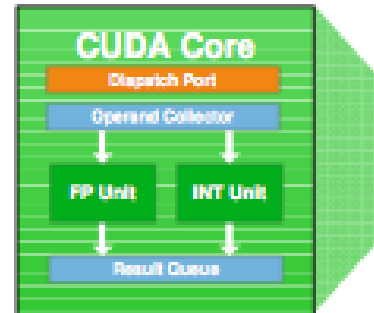 CUDA Core
Dispatch Port
Operand Collector
FP Unit INT Unit
Result Queue